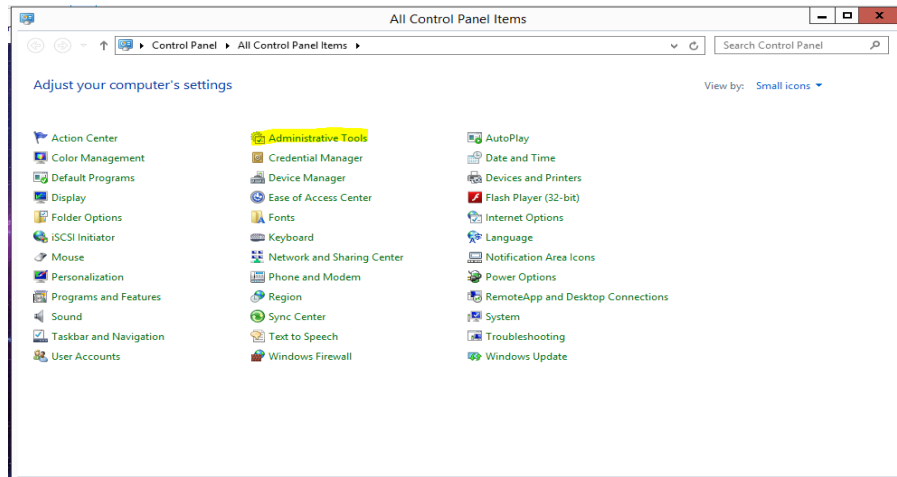 All Control Panel Items
Control Panel All Control Panel Items
Search Control Panel
Adjust your computer's settings
View by: Small icons
Action Center Administrative Tools AutoPlay
Color Management Credential Manager Date and Time
Default Programs Device Manager Devices and Printers
Display Ease of Access Center Flash Player (32-bit)
Folder Options Fonts Internet Options
iSCSI Initiator Keyboard Language
Mouse Network and Sharing Center Notification Area Icons
Personalization Phone and Modem Power Options
Programs and Features Region RemoteApp and Desktop Connections
Sound Sync Center System
Taskbar and Navigation Text to Speech Troubleshooting
User Accounts Windows Firewall Windows Update